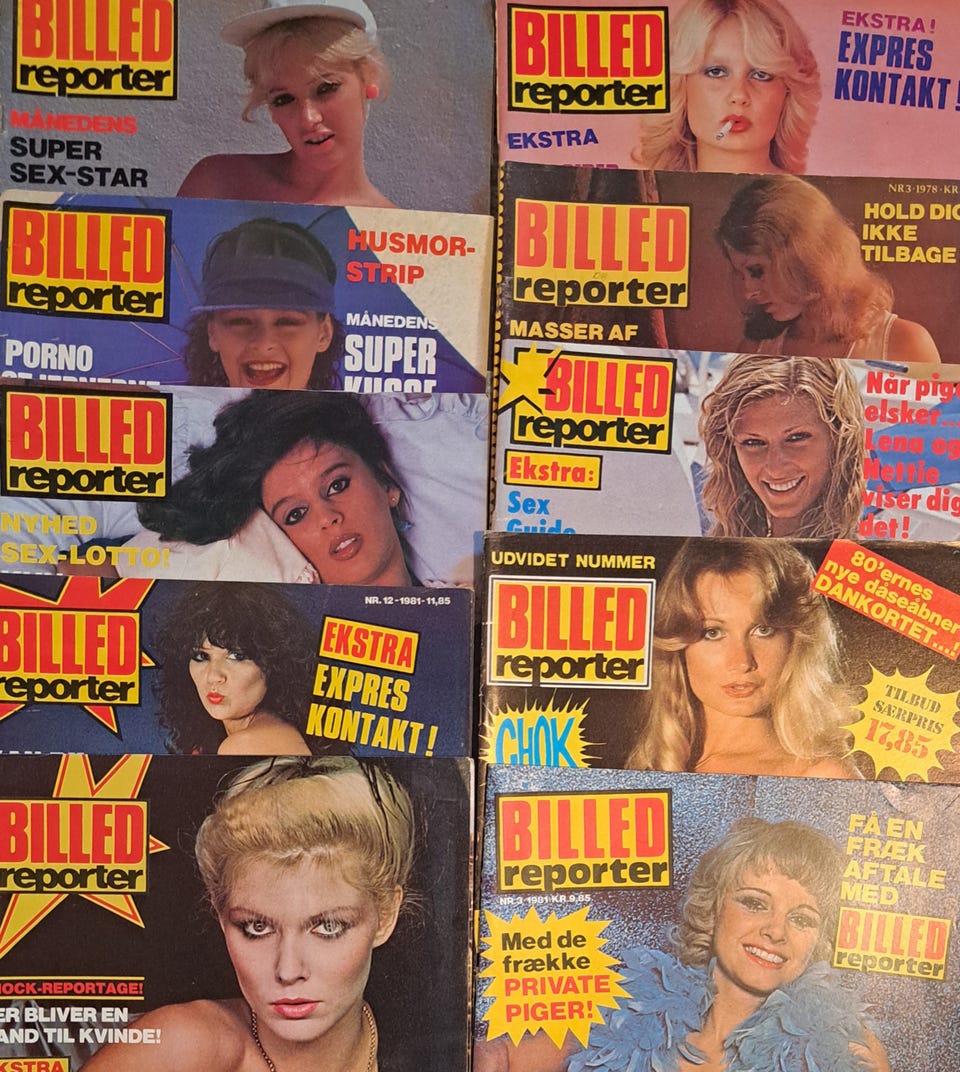 BILLED
reporter
MÅNEDENS
SUPER
SEX-STAR
BILLED
reporter
HUSMOR-
STRIP
MÅNEDENS
SUPER
PORNO
BILLED
reporter
NYHED
SEX-LOTTO!
NR. 12-1981-11,85
BILLED
reporter
EKSTRA
EXPRES
KONTAKT!
BILLED
reporter
OCK-REPORTAGE!
ER BLIVER EN
AND TIL KVINDE!
KSTRA
BILLED
reporter
EKSTRA!
EXPRES
KONTAKT!
EKSTRA
NR3·1978·KR
BILLED
reporter
HOLD DIG
IKKE
TILBAGE
MASSER AF
BILLED
reporter
Ekstra:
Sex
Guide
Når pige
elsker...
Lena og
Nettie
viser dig
det!
UDVIDET NUMMER
BILLED
reporter
CHOK
80'ernes
nye dåseåbner
DANKORTET...!
TILBUD
SÆRPRIS
17,85
BILLED
reporter
NR.3-1981-KR.9,85
Med de
frække
PRIVATE
PIGER!
FÅ EN
FRÆK
AFTALE
MED
BILLED
reporter